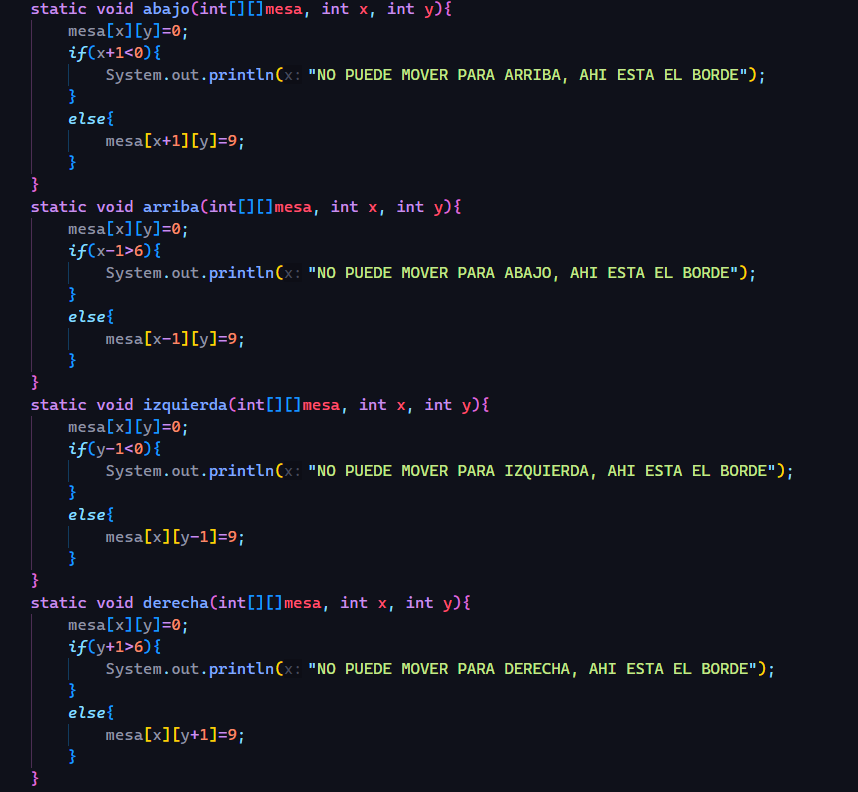 static void abajo(int[][]mesa, int x, int y){
mesa[x][y]=0;
if(x+1<0){
System.out.println(x: "NO PUEDE MOVER PARA ARRIBA, AHI ESTA EL BORDE");
}
else{
mesa[x+1][y]=9;
}
}
static void arriba(int[][]mesa, int x, int y){
mesa[x][y]=0;
if(x-1>6){
System.out.println(x: "NO PUEDE MOVER PARA ABAJO, AHI ESTA EL BORDE");
}
else{
mesa[x-1][y]=9;
}
}
static void izquierda(int[][]mesa, int x, int y){
mesa[x][y]=0;
if(y-1<0){
System.out.println(x: "NO PUEDE MOVER PARA IZQUIERDA, AHI ESTA EL BORDE");
}
else{
mesa[x][y-1]=9;
}
}
static void derecha(int[][]mesa, int x, int y){
mesa[x][y]=0;
if(y+1>6){
System.out.println(x: "NO PUEDE MOVER PARA DERECHA, AHI ESTA EL BORDE");
}
else{
mesa[x][y+1]=9;
}
}